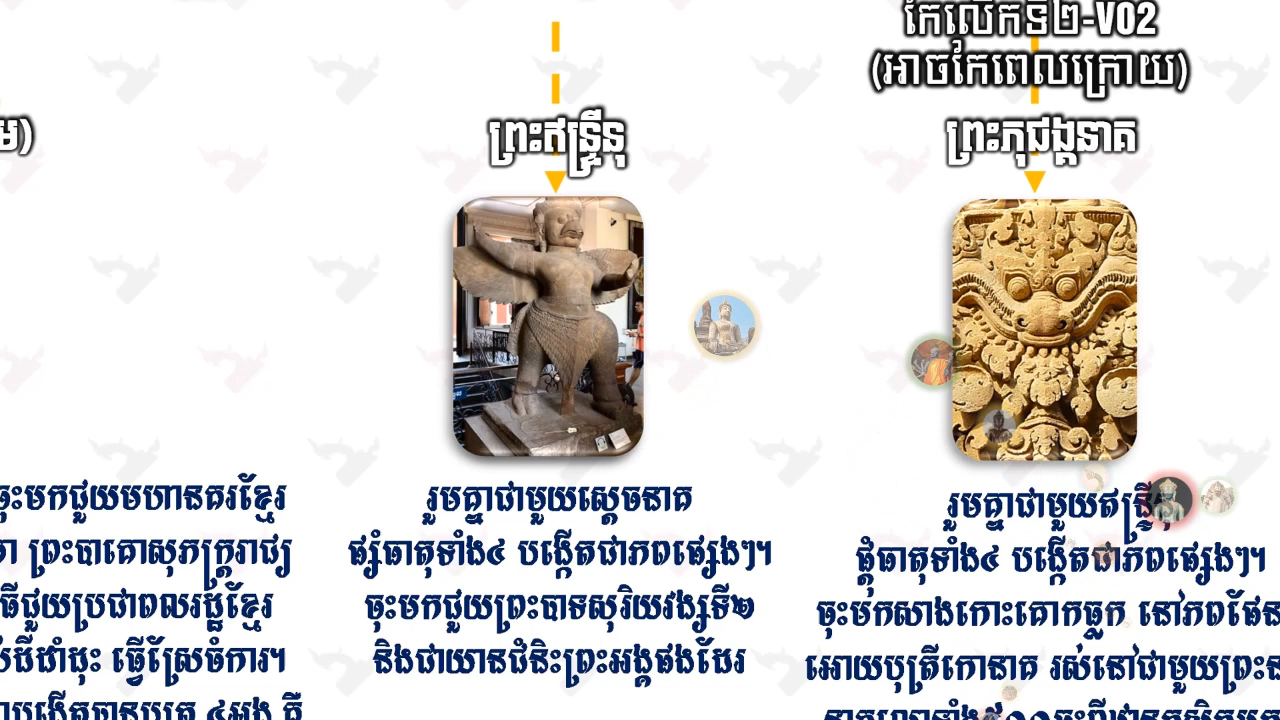 កែលើកទី២-V02
(អាចកែពេលក្រោយ)
ម)
ព្រះឥន្ទ្រីនុ
ព្រះភុជង្គនាគ
ចុះមកជួយមហានគរខ្មែរ
ព្រះបាគោសុភក្រ្តរាជ្យ
ជួយប្រជាពលរដ្ឋខ្មែរ
ដីដាំដុះ ធ្វើស្រែចំការ។
រួមគ្នាជាមួយស្តេចនាគ
ផ្សំធាតុទាំង៤ បង្កើតជាភពផ្សេងៗ។
ចុះមកជួយព្រះបាទសុរិយវង្សទី២
និងជាយានជំនិះព្រះអង្គផងដែរ
រួមគ្នាជាមួយឥន្ទ្រីនុ
ផ្គុំធាតុទាំង៤ បង្កើតជាភពផ្សេងៗ។
ចុះមកសាងកោះគោកធ្លក នៅភពផែន
អោយបុត្រីកោនាគ រស់នៅជាមួយព្រះ